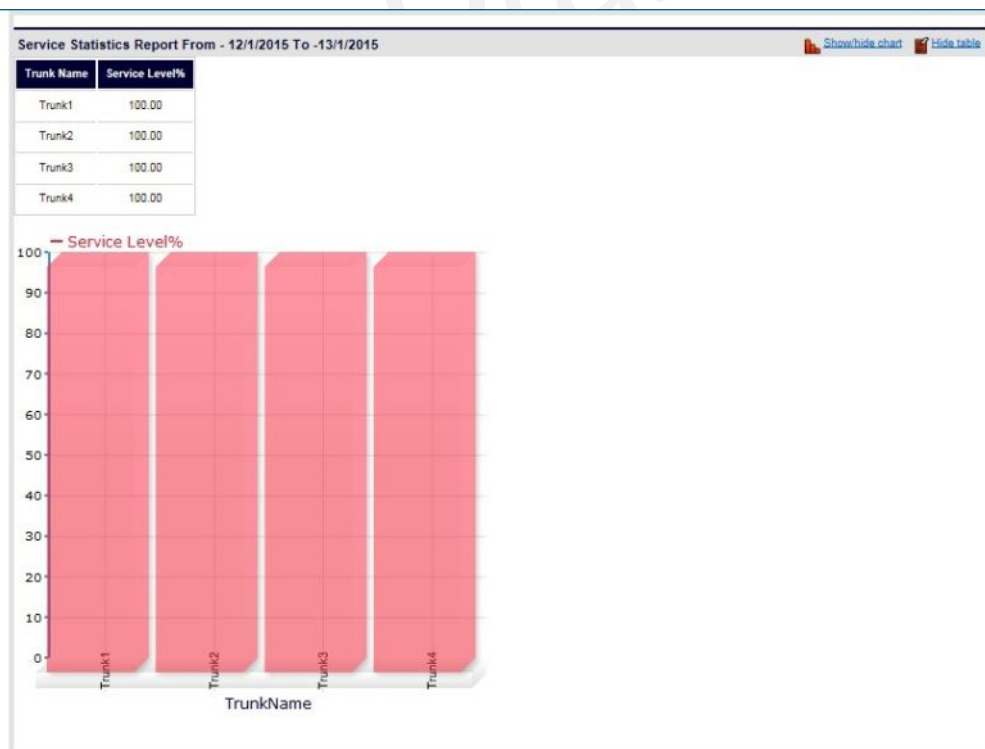 Service Statistics Report From - 12/1/2015 To -13/1/2015 Show/hide chart Hide table
Trunk Name Service Level%
Trunk1 100.00
Trunk2 100.00
Trunk3 100.00
Trunk4 100.00
Service Level%
100
90
80
70
60
50
40
30
20
10
0
Trunk1 Trunk2 Trunk3 Trunk4
TrunkName